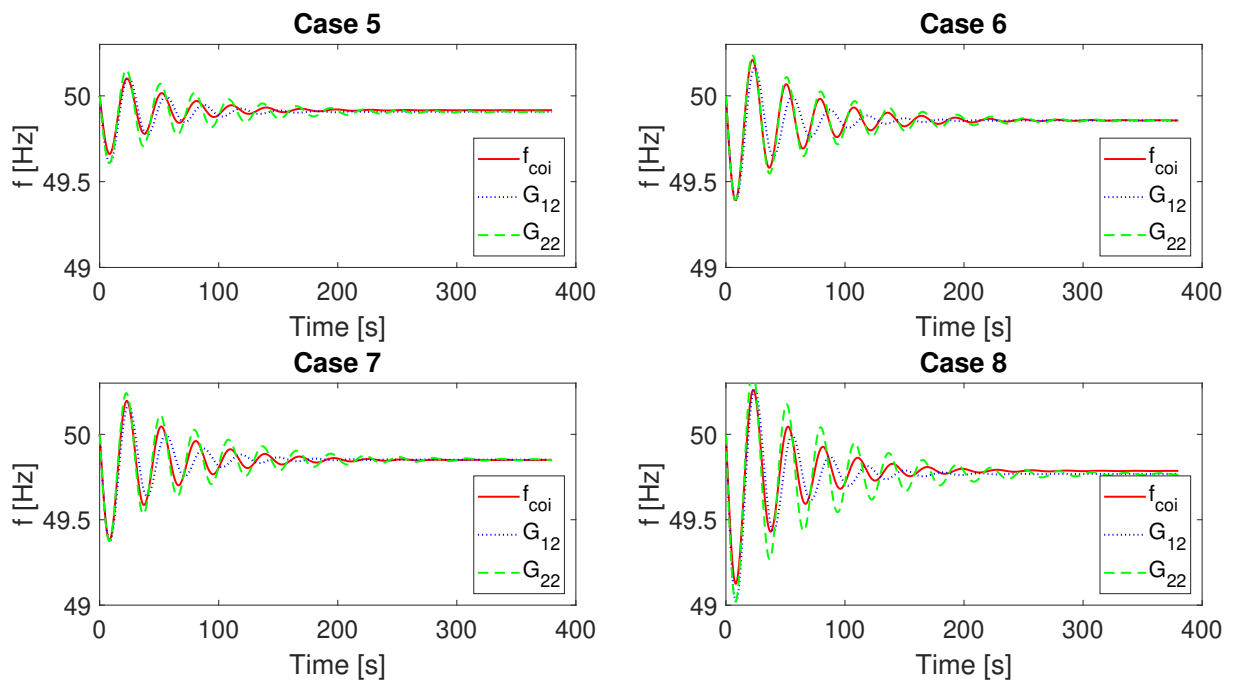 Case 5
f [Hz]
50
49.5
49
f_coi
G_12
G_22
0 100 200 300 400
Time [s]
Case 6
f [Hz]
50
49.5
49
f_coi
G_12
G_22
0 100 200 300 400
Time [s]
Case 7
f [Hz]
50
49.5
49
f_coi
G_12
G_22
0 100 200 300 400
Time [s]
Case 8
f [Hz]
50
49.5
49
f_coi
G_12
G_22
0 100 200 300 400
Time [s]